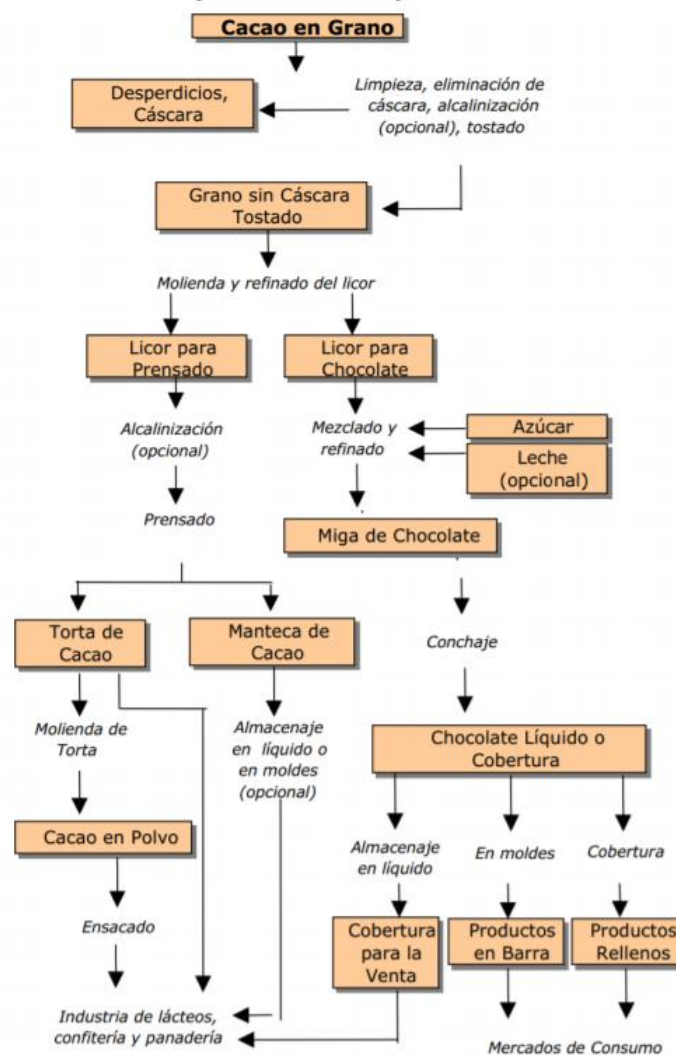 Cacao en Grano
Desperdicios,
Cáscara
Limpieza, eliminación de
cáscara, alcalinización
(opcional), tostado
Grano sin Cáscara
Tostado
Molienda y refinado del licor
Licor para
Prensado
Licor para
Chocolate
Alcalinización
(opcional)
Mezclado y
refinado
Azúcar
Leche
(opcional)
Prensado
Miga de Chocolate
Torta de
Cacao
Manteca de
Cacao
Conchaje
Molienda de
Torta
Almacenaje
en líquido o
en moldes
(opcional)
Chocolate Líquido o
Cobertura
Cacao en Polvo
Almacenaje
en líquido
En moldes
Cobertura
Ensacado
Cobertura
para la
Venta
Productos
en Barra
Productos
Rellenos
Industria de lácteos,
confitería y panadería
Mercados de Consumo